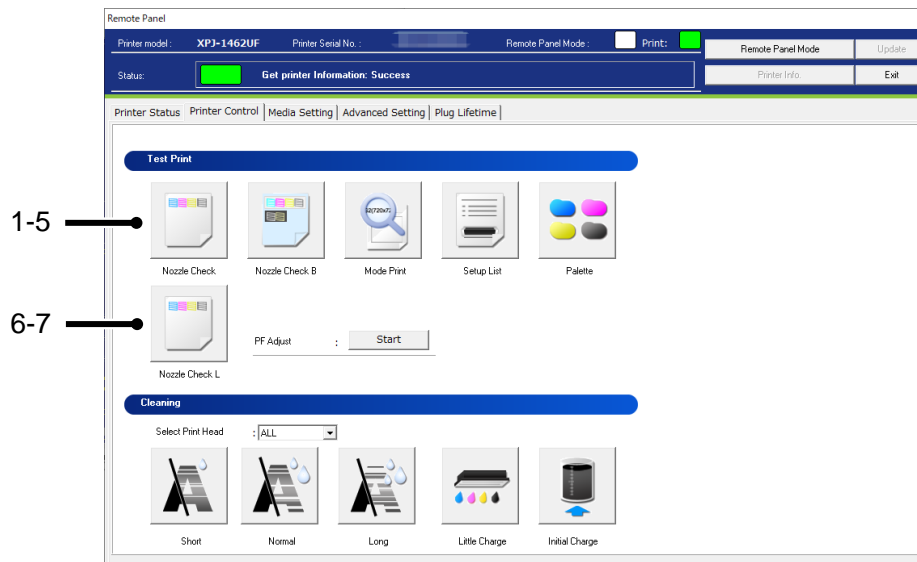 Remote Panel
Printer model : XPJ-1462UF Printer Serial No. : Remote Panel Mode : Print:
Remote Panel Mode Update
Status: Get printer Information: Success
Printer Info. Exit
Printer Status Printer Control Media Setting Advanced Setting Plug Lifetime
Test Print
1-5
Nozzle Check Nozzle Check B Mode Print Setup List Palette
6-7
PF Adjust : Start
Nozzle Check L
Cleaning
Select Print Head : ALL
Short Normal Long Little Charge Initial Charge